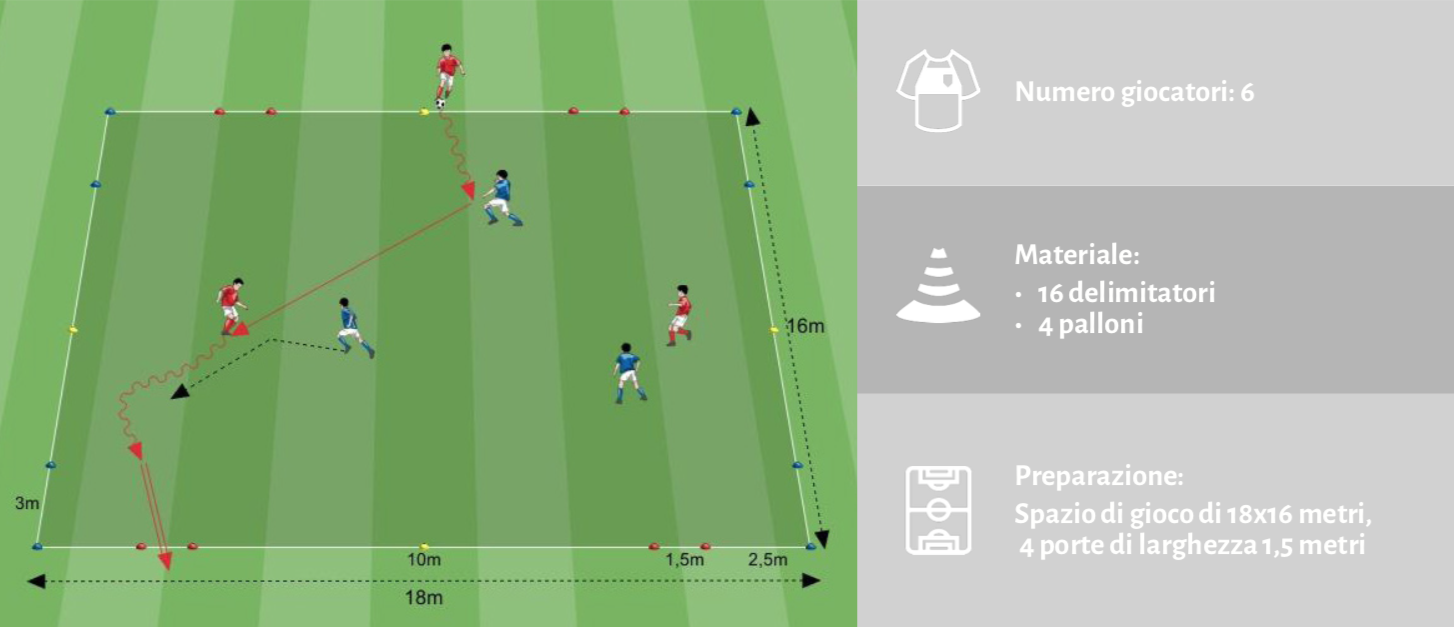 Numero giocatori: 6
Materiale:
• 16 delimitatori
• 4 palloni
Preparazione:
Spazio di gioco di 18x16 metri,
4 porte di larghezza 1,5 metri
16m
3m
10m
1,5m
2,5m
18m